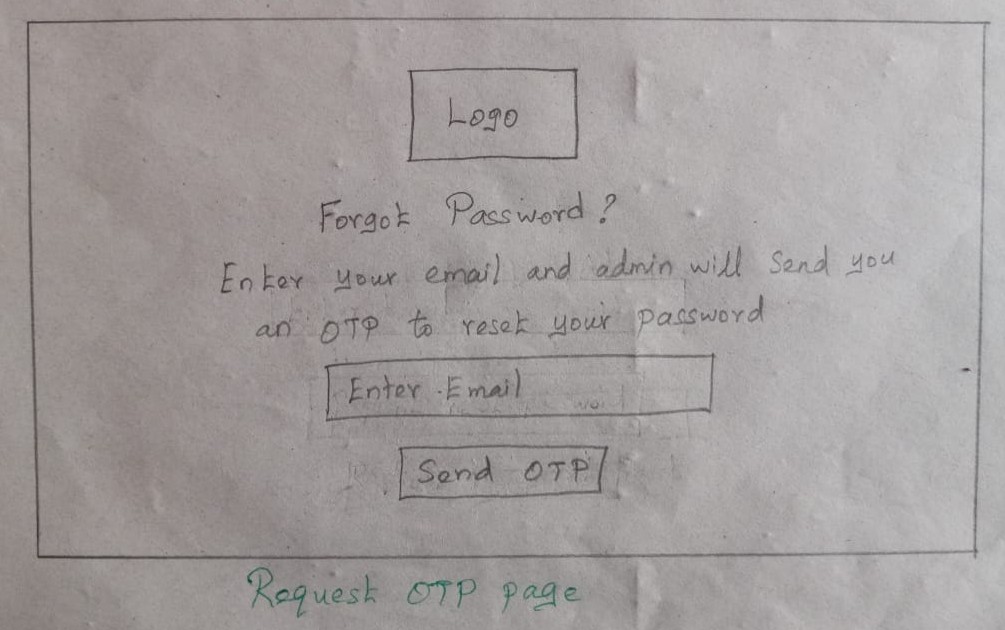 Logo
Forgot Password?
Enter your email and admin will send you
an OTP to reset your password
Enter Email
Send OTP
Request OTP page